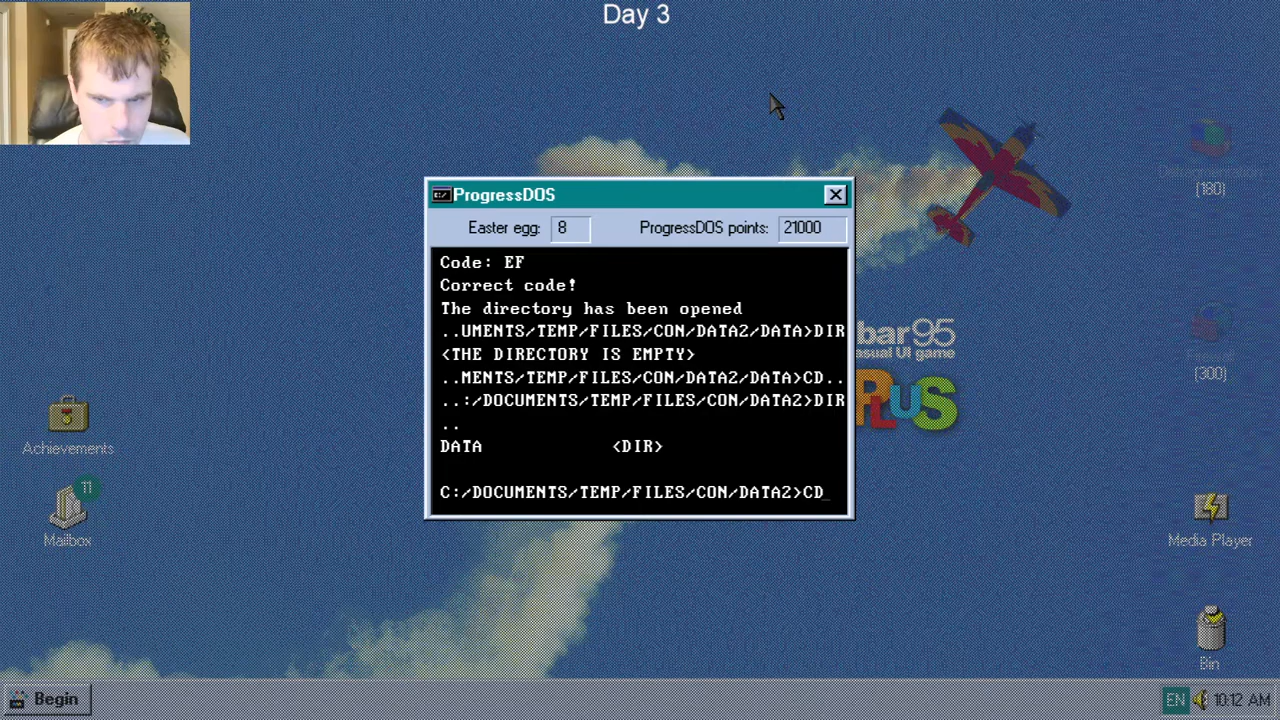 Day 3
ProgressDOS
Easter egg: 8 ProgressDOS points: 21000
Code: EF
Correct code!
The directory has been opened
..UMENTS/TEMP/FILES/CON/DATA2/DATA>DIR
<THE DIRECTORY IS EMPTY>
..MENTS/TEMP/FILES/CON/DATA2/DATA>CD..
..:/DOCUMENTS/TEMP/FILES/CON/DATA2>DIR
..
DATA <DIR>
C:/DOCUMENTS/TEMP/FILES/CON/DATA2>CD_
(180)
bar95
asual UI game
PLUS
(300)
Achievements
11
Mailbox
Media Player
Bin
Begin
EN 10:12 AM